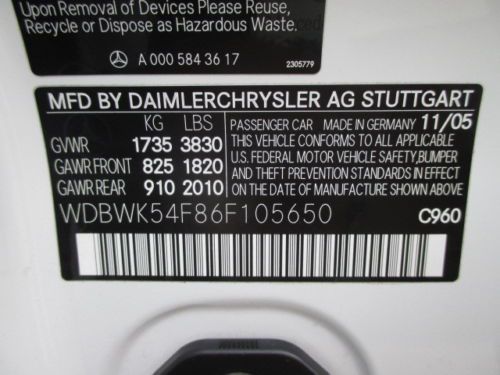 Upon Removal of Devices Please Reuse,
Recycle or Dispose as Hazardous Waste.
A 000 584 36 17
2305779
MFD BY DAIMLERCHRYSLER AG STUTTGART
KG LBS
GVWR 1735 3830
GAWR FRONT 825 1820
GAWR REAR 910 2010
PASSENGER CAR MADE IN GERMANY 11/05
THIS VEHICLE CONFORMS TO ALL APPLICABLE
U.S. FEDERAL MOTOR VEHICLE SAFETY, BUMPER
AND THEFT PREVENTION STANDARDS IN EFFECT
ON THE DATE OF MANUFACTURE SHOWN ABOVE.
WDBWK54F86F105650 C960